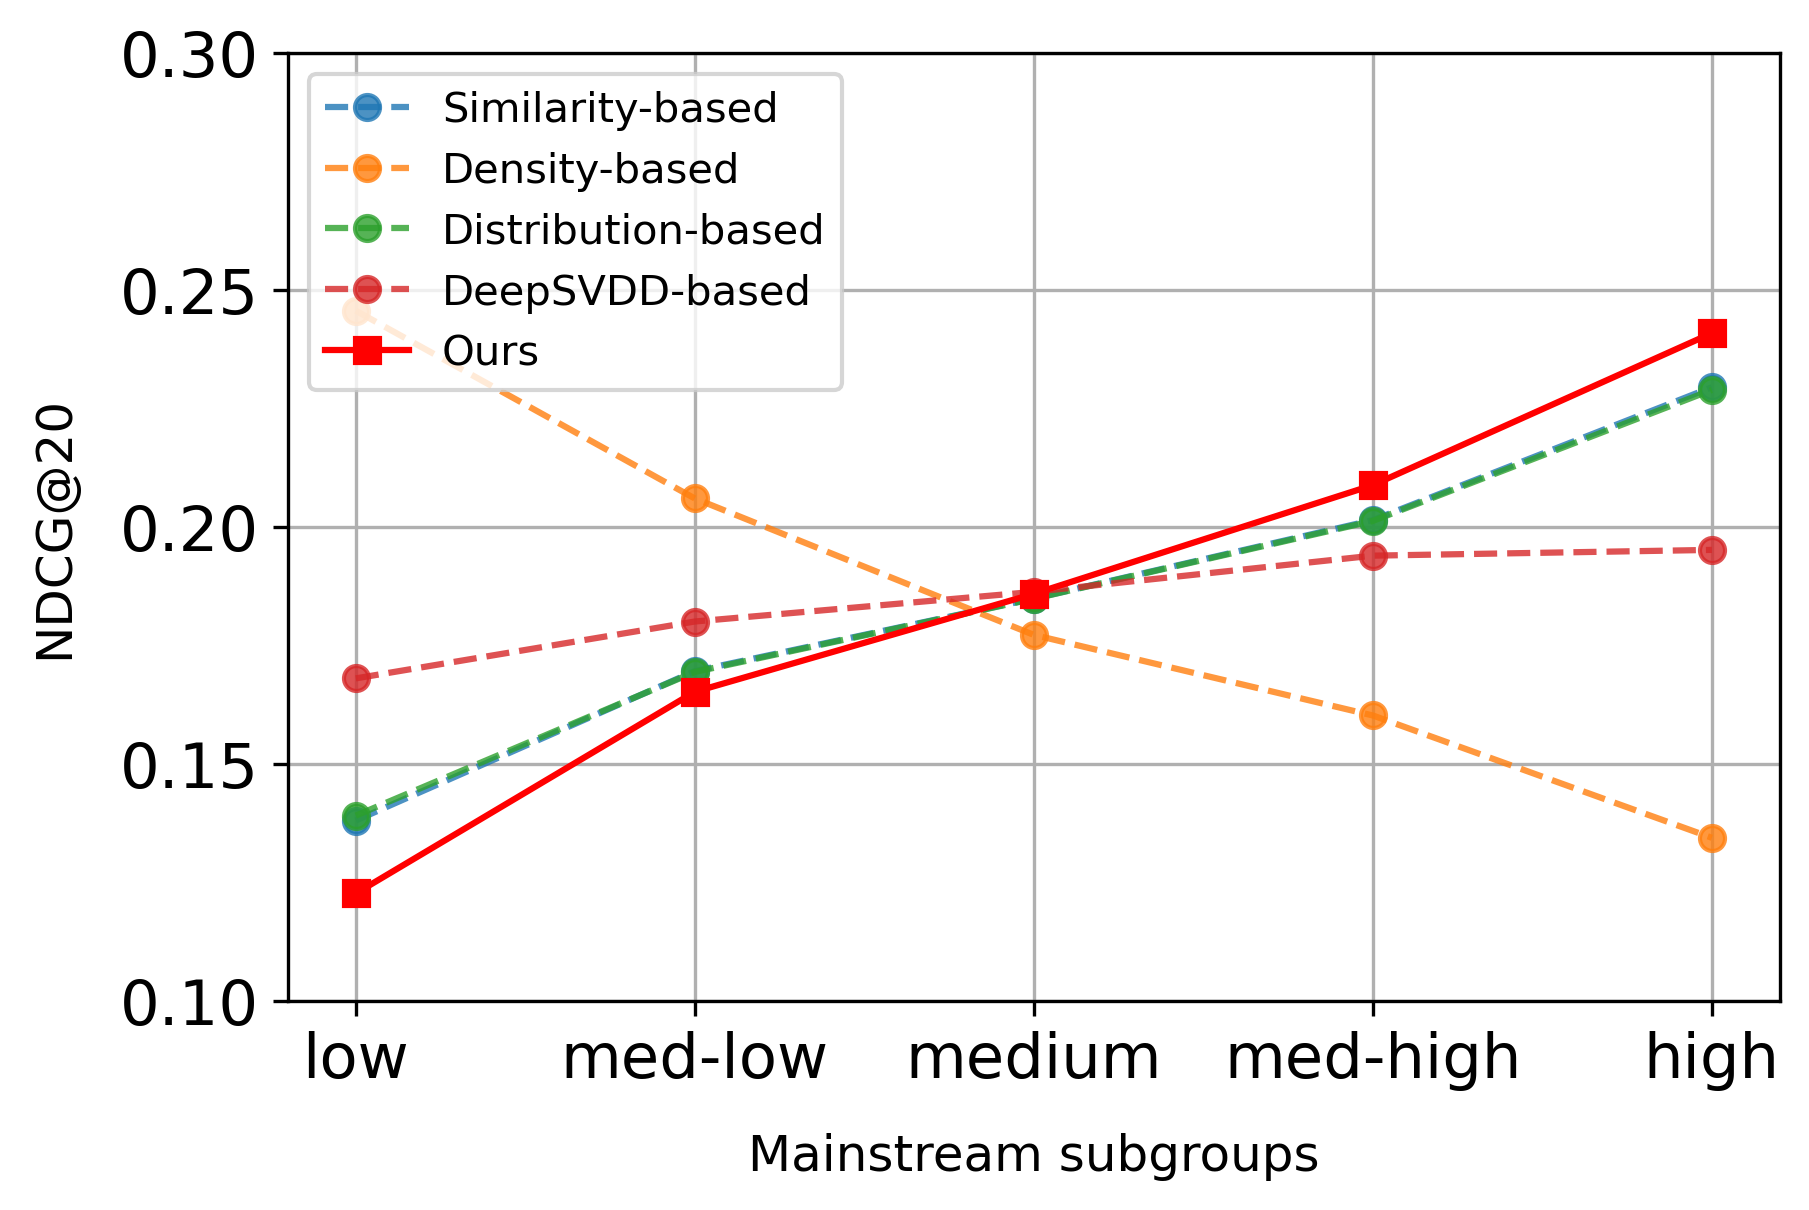 0.30
0.25
0.20
0.15
0.10
NDCG@20
Similarity-based
Density-based
Distribution-based
DeepSVDD-based
Ours
low med-low medium med-high high
Mainstream subgroups